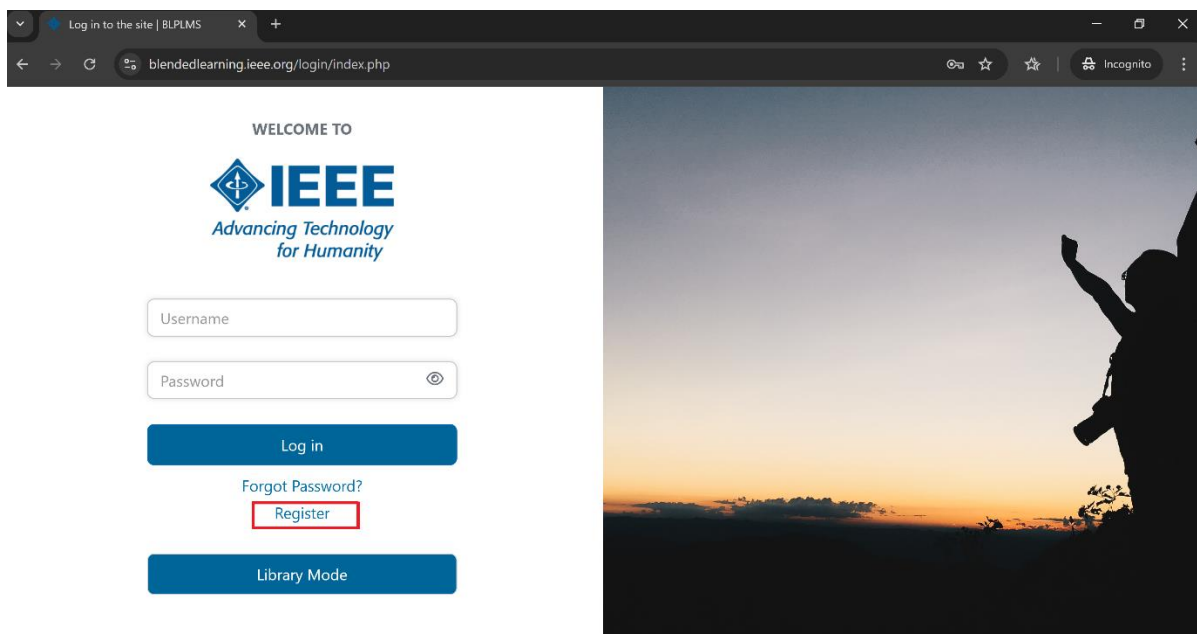 Log in to the site | BLPLMS
blendedlearning.ieee.org/login/index.php
Incognito
WELCOME TO
IEEE
Advancing Technology
for Humanity
Username
Password
Log in
Forgot Password?
Register
Library Mode